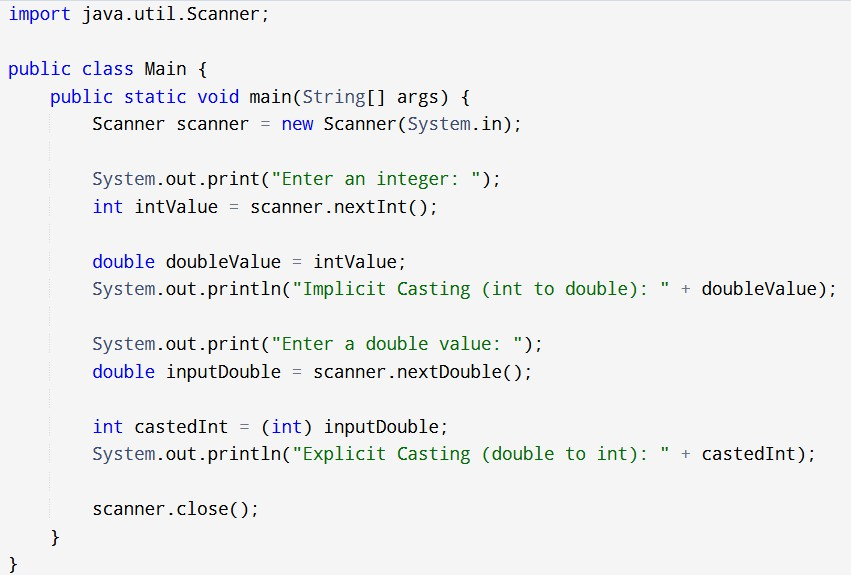 import java.util.Scanner;
public class Main {
public static void main(String[] args) {
Scanner scanner = new Scanner(System.in);
System.out.print("Enter an integer: ");
int intValue = scanner.nextInt();
double doubleValue = intValue;
System.out.println("Implicit Casting (int to double): " + doubleValue);
System.out.print("Enter a double value: ");
double inputDouble = scanner.nextDouble();
int castedInt = (int) inputDouble;
System.out.println("Explicit Casting (double to int): " + castedInt);
scanner.close();
}
}